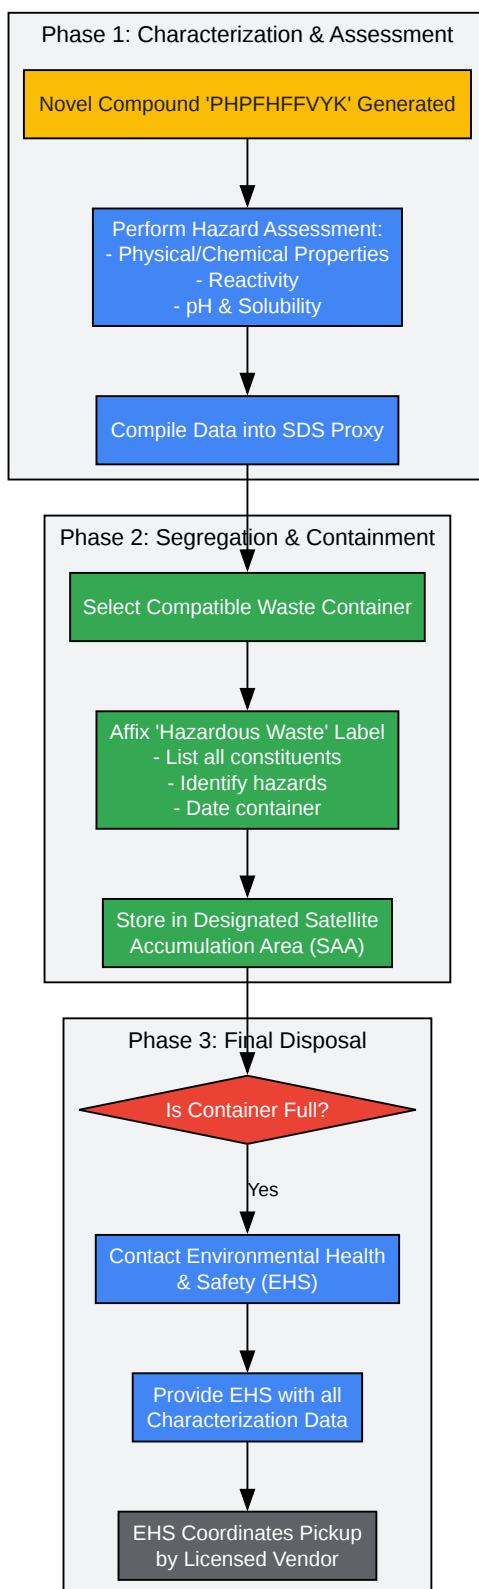 Phase 1: Characterization & Assessment
Novel Compound 'PHPFHFFVYK' Generated
Perform Hazard Assessment:
- Physical/Chemical Properties
- Reactivity
- pH & Solubility
Compile Data into SDS Proxy
Phase 2: Segregation & Containment
Select Compatible Waste Container
Affix 'Hazardous Waste' Label
- List all constituents
- Identify hazards
- Date container
Store in Designated Satellite
Accumulation Area (SAA)
Phase 3: Final Disposal
Is Container Full?
Yes
Contact Environmental Health
& Safety (EHS)
Provide EHS with all
Characterization Data
EHS Coordinates Pickup
by Licensed Vendor